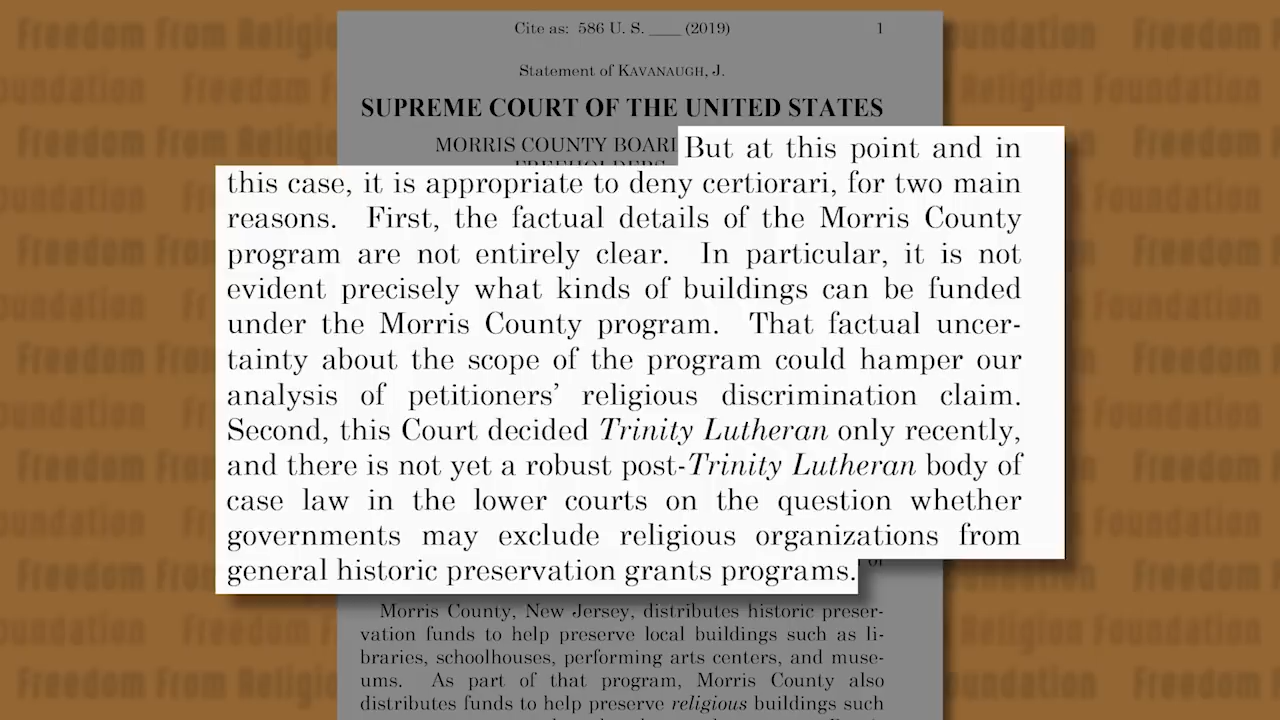 Cite as: 586 U. S. ____ (2019) 1
Statement of KAVANAUGH, J.
SUPREME COURT OF THE UNITED STATES
MORRIS COUNTY
But at this point and in
this case, it is appropriate to deny certiorari, for two main
reasons. First, the factual details of the Morris County
program are not entirely clear. In particular, it is not
evident precisely what kinds of buildings can be funded
under the Morris County program. That factual uncer-
tainty about the scope of the program could hamper our
analysis of petitioners’ religious discrimination claim.
Second, this Court decided Trinity Lutheran only recently,
and there is not yet a robust post-Trinity Lutheran body of
case law in the lower courts on the question whether
governments may exclude religious organizations from
general historic preservation grants programs.
Morris County, New Jersey, distributes historic preser-
vation funds to help preserve local buildings such as li-
braries, schoolhouses, performing arts centers, and muse-
ums. As part of that program, Morris County also
distributes funds to help preserve religious buildings such
Freedom From Religion Foundation